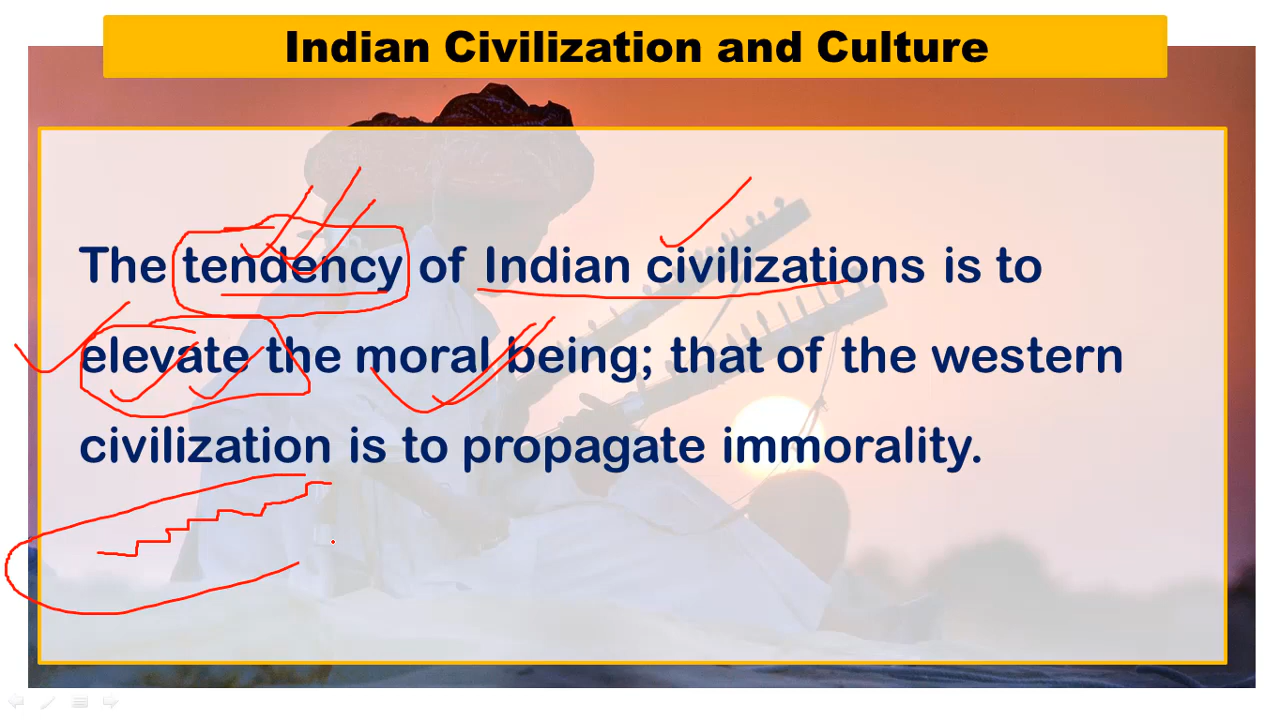 Indian Civilization and Culture
The tendency of Indian civilizations is to
elevate the moral being; that of the western
civilization is to propagate immorality.